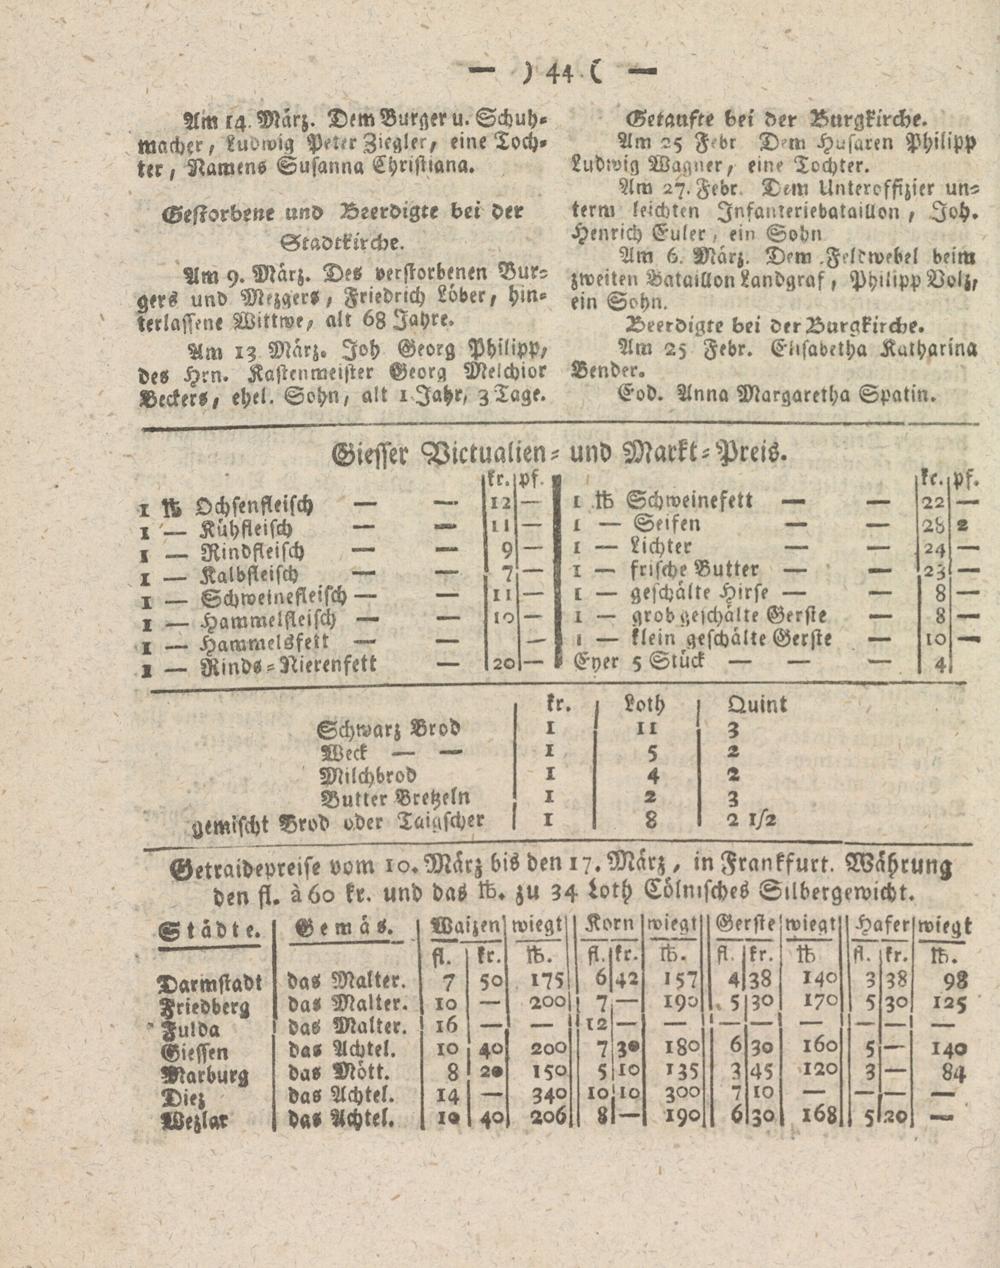 — ) 44 ( —
Am 14. März. Dem Burger u. Schuh-
macher, Ludwig Peter Ziegler, eine Toch-
ter, Namens Susanna Christiana.
Gestorbene und Beerdigte bei der
Stadtkirche.
Am 9. März. Des verstorbenen Bur-
gers und Mezgers, Friedrich Löber, hin-
terlassene Wittwe, alt 68 Jahre.
Am 13 März. Joh Georg Philipp,
des Hrn. Kastenmeister Georg Melchior
Beckers, ehel. Sohn, alt 1 Jahr, 3 Tage.
Getaufte bei der Burgkirche.
Am 25 Febr Dem Husaren Philipp
Ludwig Wagner, eine Tochter.
Am 27. Febr. Dem Unteroffizier un-
term leichten Infanteriebataillon, Joh.
Henrich Euler, ein Sohn
Am 6. März. Dem Feldwebel beim
zweiten Bataillon Landgraf, Philipp Volz,
ein Sohn.
Beerdigte bei der Burgkirche.
Am 25 Febr. Elisabetha Katharina
Bender.
Eod. Anna Margaretha Spatin.
Giesser Victualien- und Markt-Preis.
kr. pf.
1 ℔ Ochsenfleisch — — 12 —
1 — Kühfleisch — — 11 —
1 — Rindfleisch — — 9 —
1 — Kalbfleisch — — 7 —
1 — Schweinefleisch — — 11 —
1 — Hammelfleisch — — 10 —
1 — Hammelsfett — —
1 — Rinds-Nierenfett — 20 —
kr. pf.
1 ℔ Schweinefett — — 22 —
1 — Seifen — — 28 2
1 — Lichter — — 24 —
1 — frische Butter — — 23 —
1 — geschälte Hirse — — 8 —
1 — grob geschälte Gerste — 8 —
1 — klein geschälte Gerste — 10 —
Eyer 5 Stück — — — 4
kr. Loth Quint
Schwarz Brod 1 11 3
Weck — — 1 5 2
Milchbrod 1 4 2
Butter Bretzeln 1 2 3
gemischt Brod oder Taigscher 1 8 2 1/2
Getraidepreise vom 10. März bis den 17. März, in Frankfurt. Währung
den fl. à 60 kr. und das ℔. zu 34 Loth Cölnisches Silbergewicht.
Städte. Gemäs. Waizen wiegt Korn wiegt Gerste wiegt Hafer wiegt
fl. kr. ℔. fl. kr. ℔. fl. kr. ℔ fl. kr. ℔.
Darmstadt das Malter. 7 50 175 6 42 157 4 38 140 3 38 98
Friedberg das Malter. 10 — 200 7 — 190 5 30 170 5 30 125
Fulda das Malter. 16 — — 12 — — — — — — — —
Giessen das Achtel. 10 40 200 7 30 180 6 30 160 5 — 140
Marburg das Mött. 8 20 150 5 10 135 3 45 120 3 — 84
Diez das Achtel. 14 — 340 10 10 300 7 10 — — — —
Wezlar das Achtel. 10 40 206 8 — 190 6 30 168 5 20 —